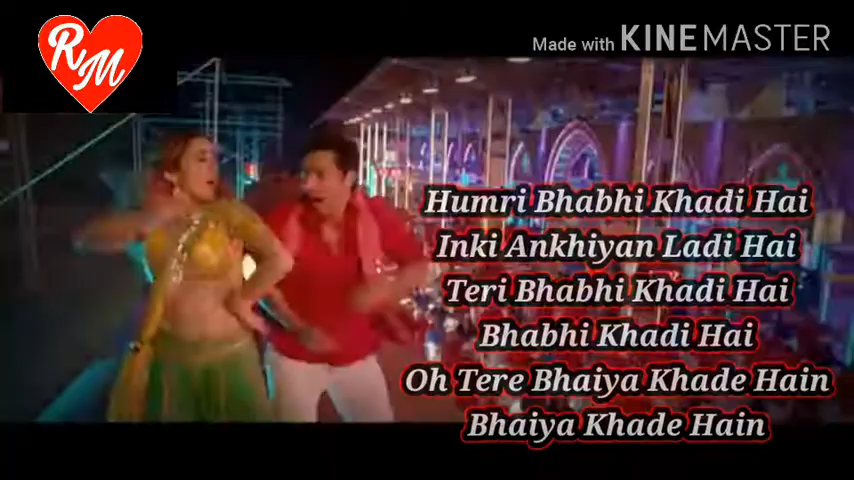 RM
Made with KINEMASTER
Humri Bhabhi Khadi Hai
Inki Ankhiyan Ladi Hai
Teri Bhabhi Khadi Hai
Bhabhi Khadi Hai
Oh Tere Bhaiya Khade Hain
Bhaiya Khade Hain